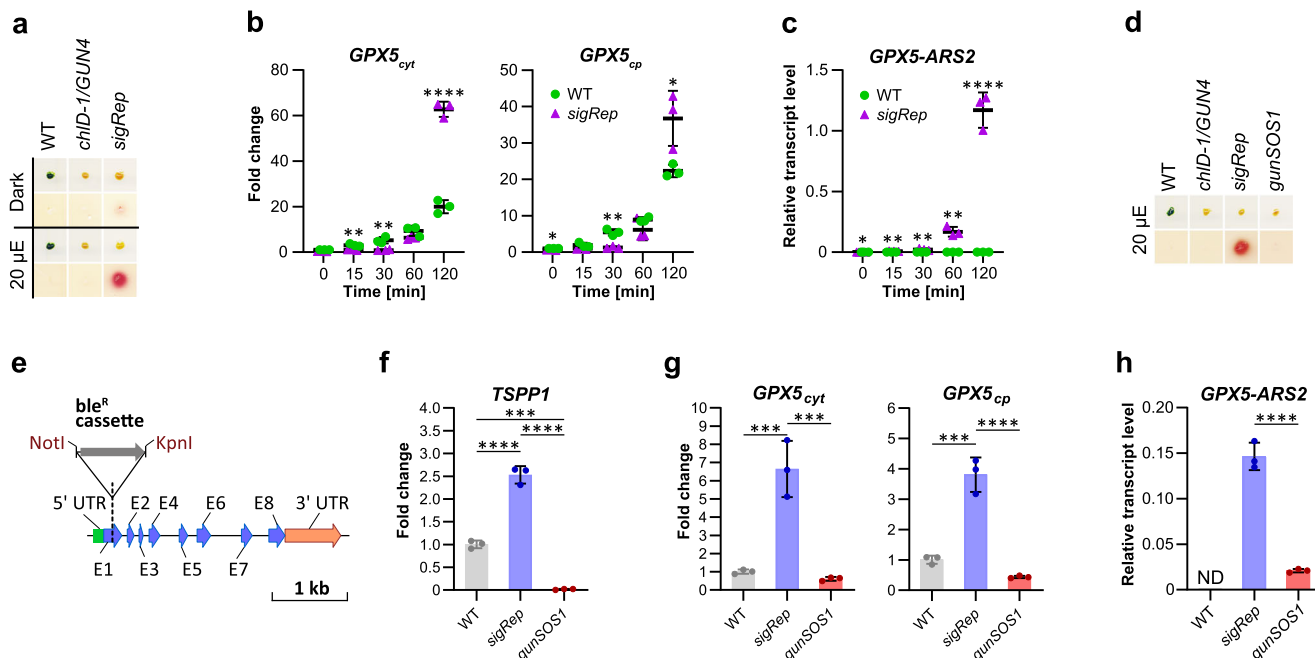 a
WT
chlD-1/GUN4
sigRep
Dark
20 µE
b
GPX5cyt
Fold change
80
60
40
20
0
****
**
**
0 15 30 60 120
Time [min]
GPX5cp
WT
sigRep
50
40
30
20
10
0
*
**
*
0 15 30 60 120
Time [min]
c
GPX5-ARS2
WT
sigRep
Relative transcript level
1.5
1.0
0.5
0.0
* ** ** ** ****
0 15 30 60 120
Time [min]
d
WT
chlD-1/GUN4
sigRep
gunSOS1
20 µE
e
bleR
cassette
NotI
KpnI
5' UTR
E2 E4 E6 E8 3' UTR
E1 E3 E5 E7
1 kb
f
TSPP1
Fold change
4.0
3.5
3.0
2.5
2.0
1.5
1.0
0.5
0.0
***
****
****
WT
sigRep
gunSOS1
g
GPX5cyt
Fold change
10
9
8
7
6
5
4
3
2
1
0
*** ***
WT
sigRep
gunSOS1
GPX5cp
6
5
4
3
2
1
0
*** ****
WT
sigRep
gunSOS1
h
GPX5-ARS2
Relative transcript level
0.20
0.15
0.10
0.05
0
****
ND
WT
sigRep
gunSOS1